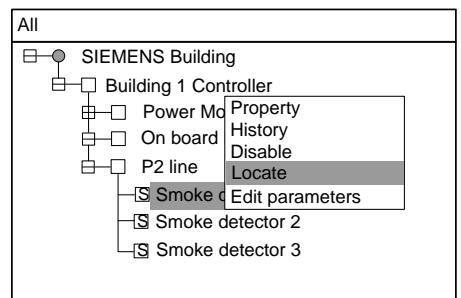 All
SIEMENS Building
Building 1 Controller
Power Mo
On board
P2 line
Smoke
Property
History
Disable
Locate
Edit parameters
S
S Smoke detector 2
S Smoke detector 3